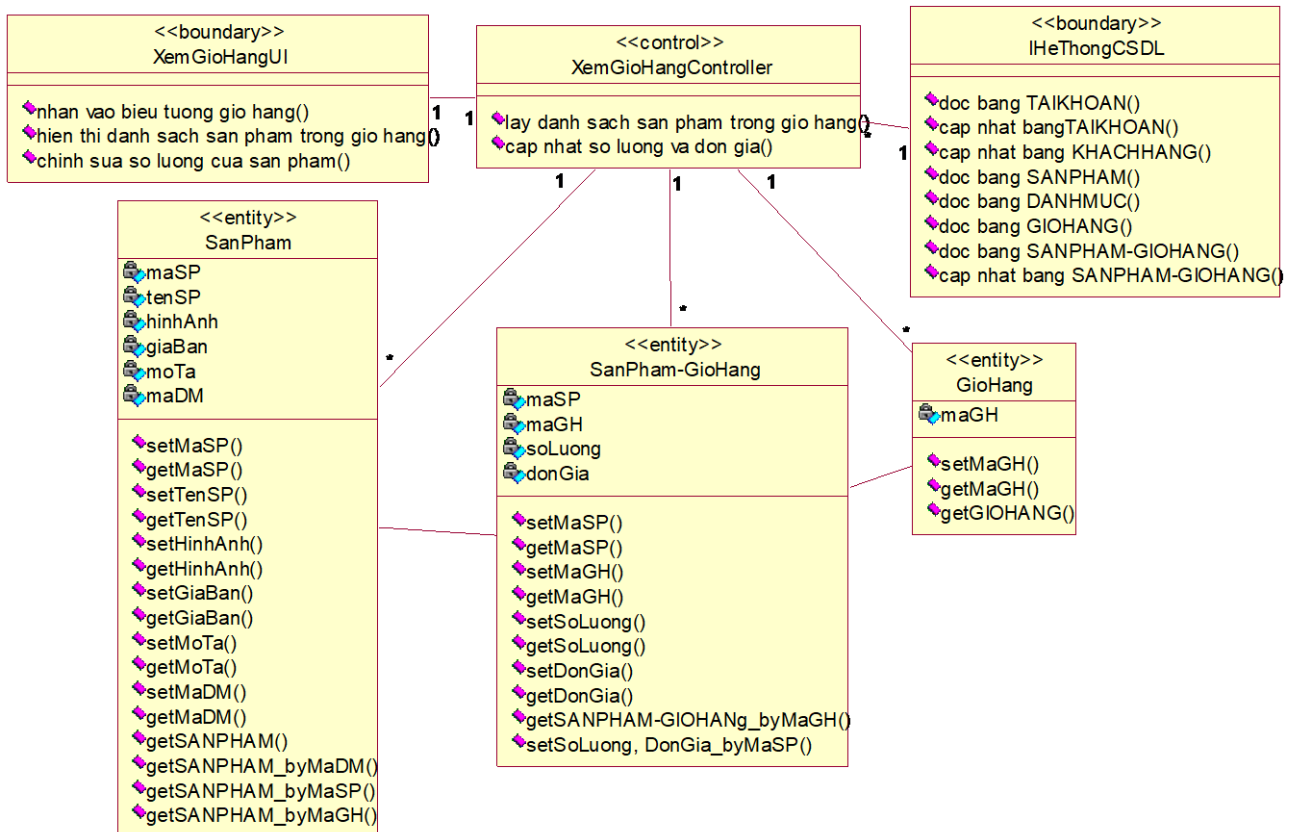 <<boundary>>
XemGioHangUI
nhan vao bieu tuong gio hang()
hien thi danh sach san pham trong gio hang()
chinh sua so luong cua san pham()
1
1
<<control>>
XemGioHangController
lay danh sach san pham trong gio hang()
cap nhat so luong va don gia()
*
1
<<boundary>>
IHeThongCSDL
doc bang TAIKHOAN()
cap nhat bangTAIKHOAN()
cap nhat bang KHACHHANG()
doc bang SANPHAM()
doc bang DANHMUC()
doc bang GIOHANG()
doc bang SANPHAM-GIOHANG()
cap nhat bang SANPHAM-GIOHANG()
1
1
1
*
*
*
<<entity>>
SanPham
maSP
tenSP
hinhAnh
giaBan
moTa
maDM
setMaSP()
getMaSP()
setTenSP()
getTenSP()
setHinhAnh()
getHinhAnh()
setGiaBan()
getGiaBan()
setMoTa()
getMoTa()
setMaDM()
getMaDM()
getSANPHAM()
getSANPHAM_byMaDM()
getSANPHAM_byMaSP()
getSANPHAM_byMaGH()
<<entity>>
SanPham-GioHang
maSP
maGH
soLuong
donGia
setMaSP()
getMaSP()
setMaGH()
getMaGH()
setSoLuong()
getSoLuong()
setDonGia()
getDonGia()
getSANPHAM-GIOHANg_byMaGH()
setSoLuong, DonGia_byMaSP()
<<entity>>
GioHang
maGH
setMaGH()
getMaGH()
getGIOHANG()